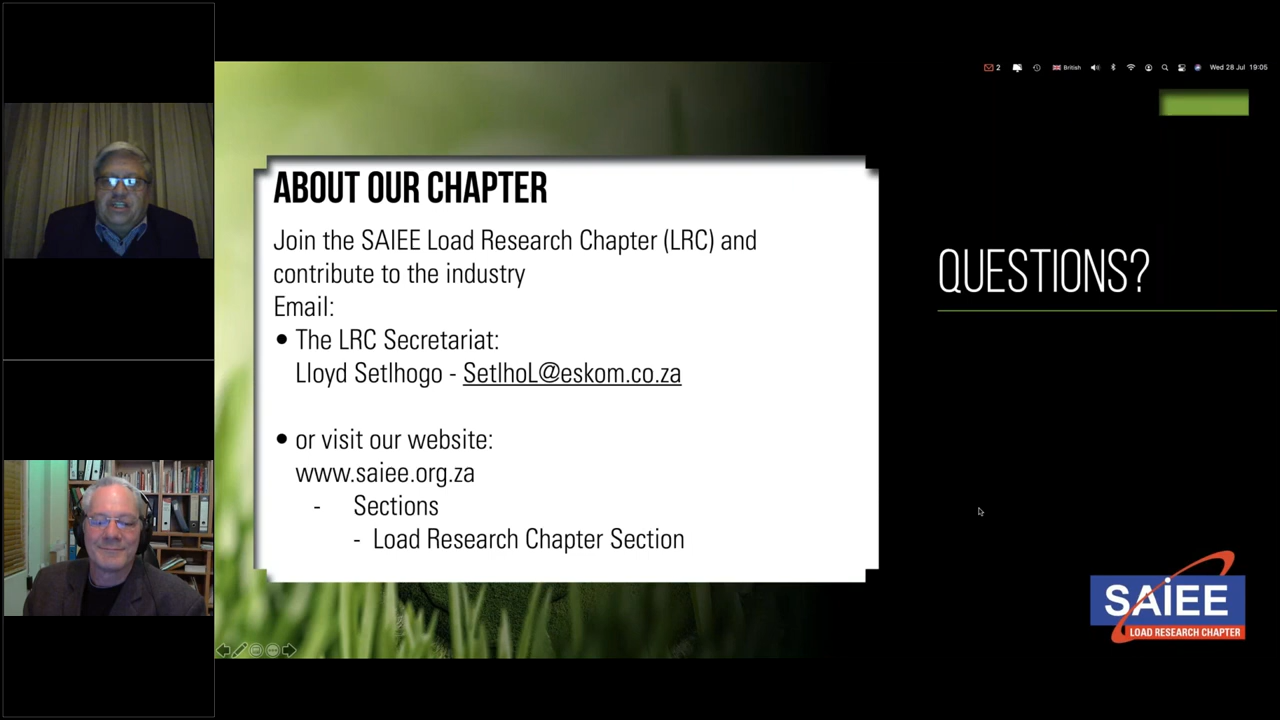 2 British Wed 28 Jul 19:05
ABOUT OUR CHAPTER
Join the SAIEE Load Research Chapter (LRC) and
contribute to the industry
Email:
• The LRC Secretariat:
Lloyd Setlhogo - SetlhoL@eskom.co.za
• or visit our website:
www.saiee.org.za
- Sections
- Load Research Chapter Section
QUESTIONS?
SAiEE
LOAD RESEARCH CHAPTER